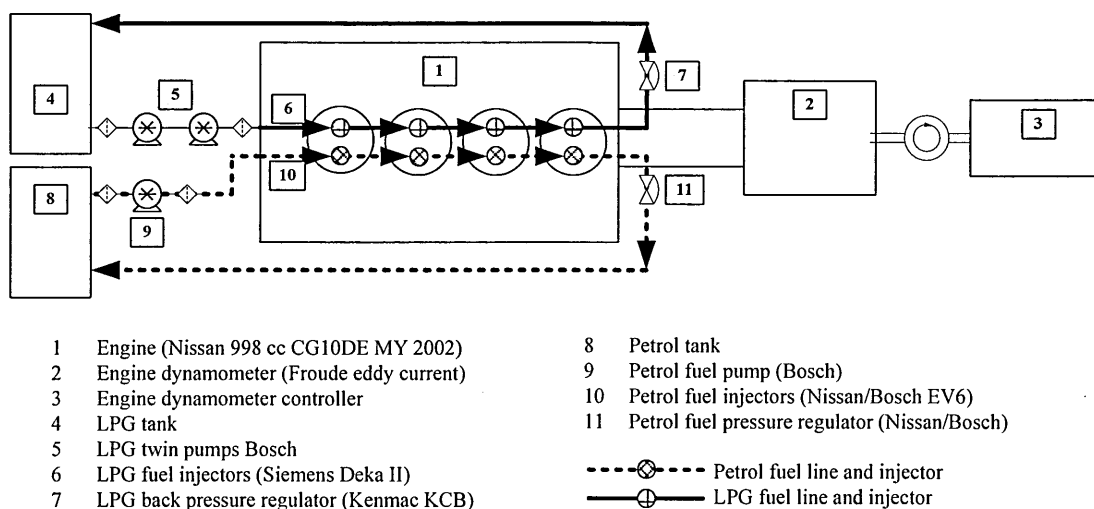 1
7
4
5
6
2
3
10
8
11
9
1 Engine (Nissan 998 cc CG10DE MY 2002)
2 Engine dynamometer (Froude eddy current)
3 Engine dynamometer controller
4 LPG tank
5 LPG twin pumps Bosch
6 LPG fuel injectors (Siemens Deka II)
7 LPG back pressure regulator (Kenmac KCB)
8 Petrol tank
9 Petrol fuel pump (Bosch)
10 Petrol fuel injectors (Nissan/Bosch EV6)
11 Petrol fuel pressure regulator (Nissan/Bosch)
Petrol fuel line and injector
LPG fuel line and injector